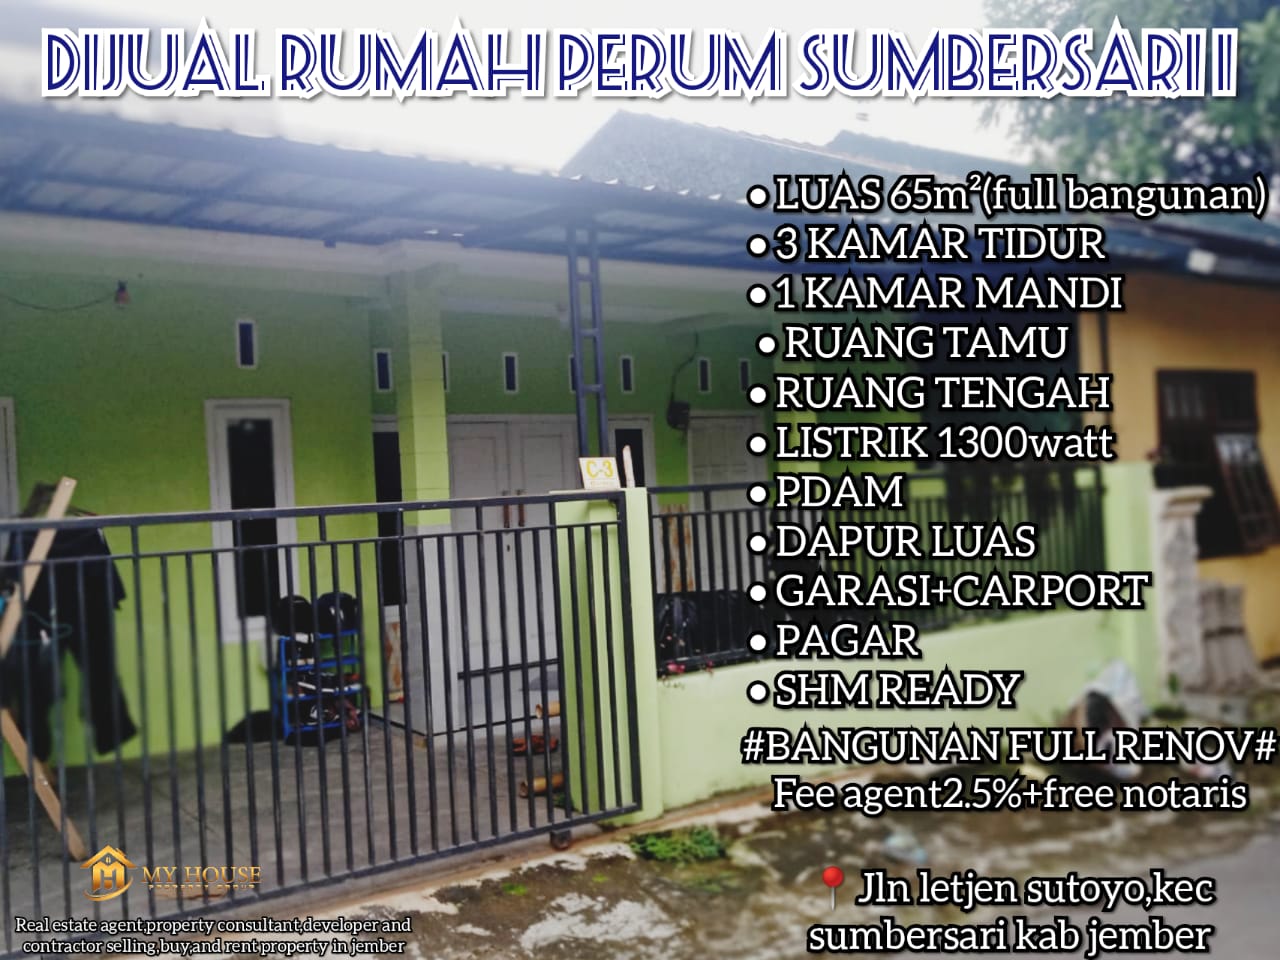 DIJUAL RUMAH PERUM SUMBERSARI I
• LUAS 65m²(full bangunan)
• 3 KAMAR TIDUR
• 1 KAMAR MANDI
• RUANG TAMU
• RUANG TENGAH
• LISTRIK 1300watt
• PDAM
• DAPUR LUAS
• GARASI+CARPORT
• PAGAR
• SHM READY
#BANGUNAN FULL RENOV#
Fee agent2.5%+free notaris
C-3
MY HOUSE
PROPERTY GROUP
Real estate agent,property consultant,developer and
contractor selling,buy,and rent property in jember
📍 Jln letjen sutoyo,kec
sumbersari kab jember